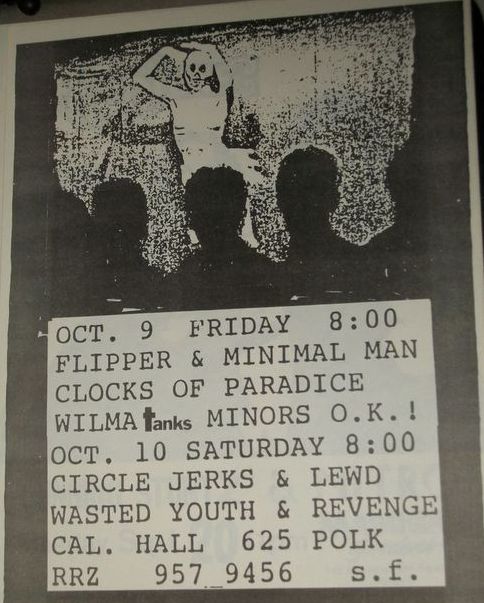 OCT. 9 FRIDAY 8:00
FLIPPER & MINIMAL MAN
CLOCKS OF PARADICE
WILMA tanks MINORS O.K.!
OCT. 10 SATURDAY 8:00
CIRCLE JERKS & LEWD
WASTED YOUTH & REVENGE
CAL. HALL 625 POLK
RRZ 957_9456 s.f.